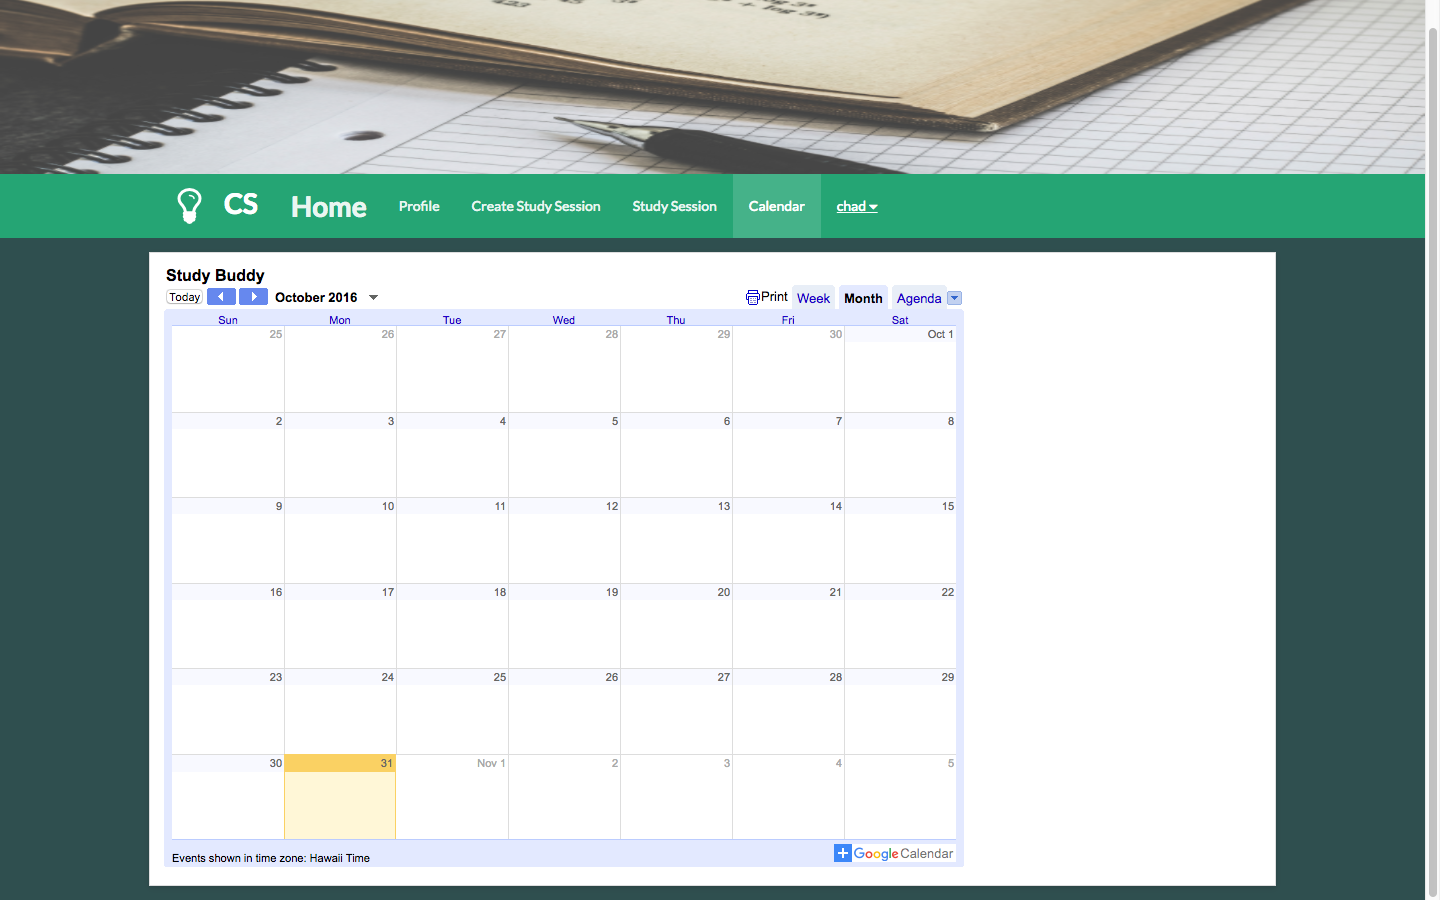 CS Home Profile Create Study Session Study Session Calendar chad
Study Buddy
Today October 2016 Print Week Month Agenda
Sun Mon Tue Wed Thu Fri Sat
25 26 27 28 29 30 Oct 1
2 3 4 5 6 7 8
9 10 11 12 13 14 15
16 17 18 19 20 21 22
23 24 25 26 27 28 29
30 31 Nov 1 2 3 4 5
Events shown in time zone: Hawaii Time
Google Calendar